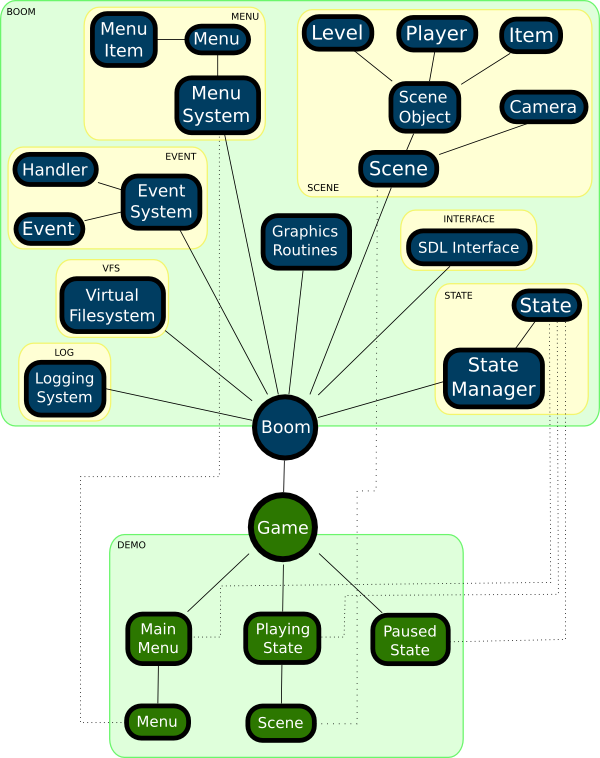 BOOM
MENU
Menu
Item
Menu
Menu
System
Level
Player
Item
Scene
Object
Camera
Scene
SCENE
EVENT
Handler
Event
System
Event
Graphics
Routines
INTERFACE
SDL Interface
VFS
Virtual
Filesystem
STATE
State
State
Manager
LOG
Logging
System
Boom
Game
DEMO
Main
Menu
Playing
State
Paused
State
Menu
Scene